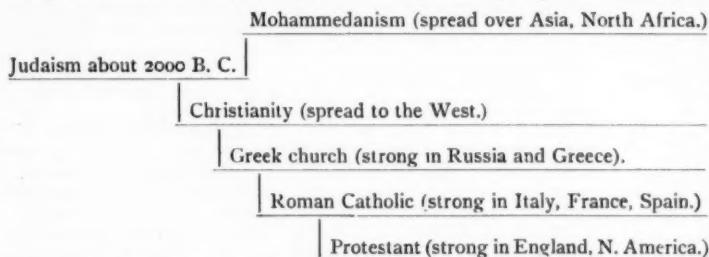 Mohammedanism (spread over Asia, North Africa.)
Judaism about 2000 B. C.
Christianity (spread to the West.)
Greek church (strong in Russia and Greece).
Roman Catholic (strong in Italy, France, Spain.)
Protestant (strong in England, N. America.)